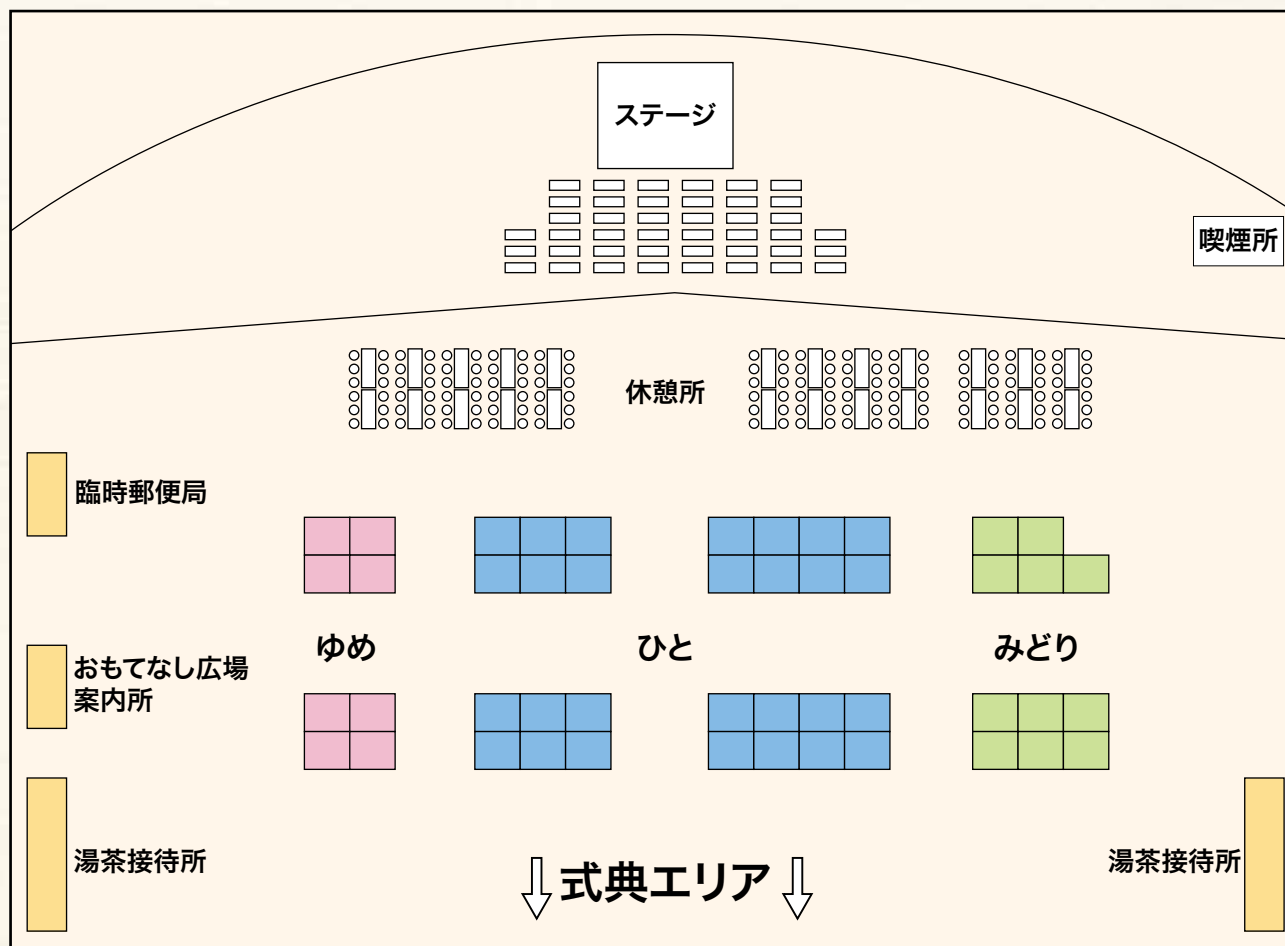 ステージ
喫煙所
休憩所
臨時郵便局
ゆめ
ひと
みどり
おもてなし広場
案内所
湯茶接待所
式典エリア
湯茶接待所